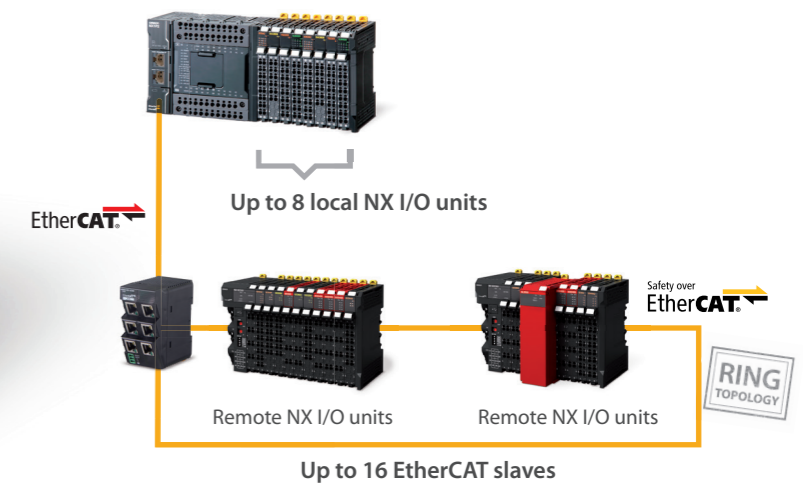 Up to 8 local NX I/O units
EtherCAT®
Safety over
EtherCAT®
RING
TOPOLOGY
Remote NX I/O units
Remote NX I/O units
Up to 16 EtherCAT slaves